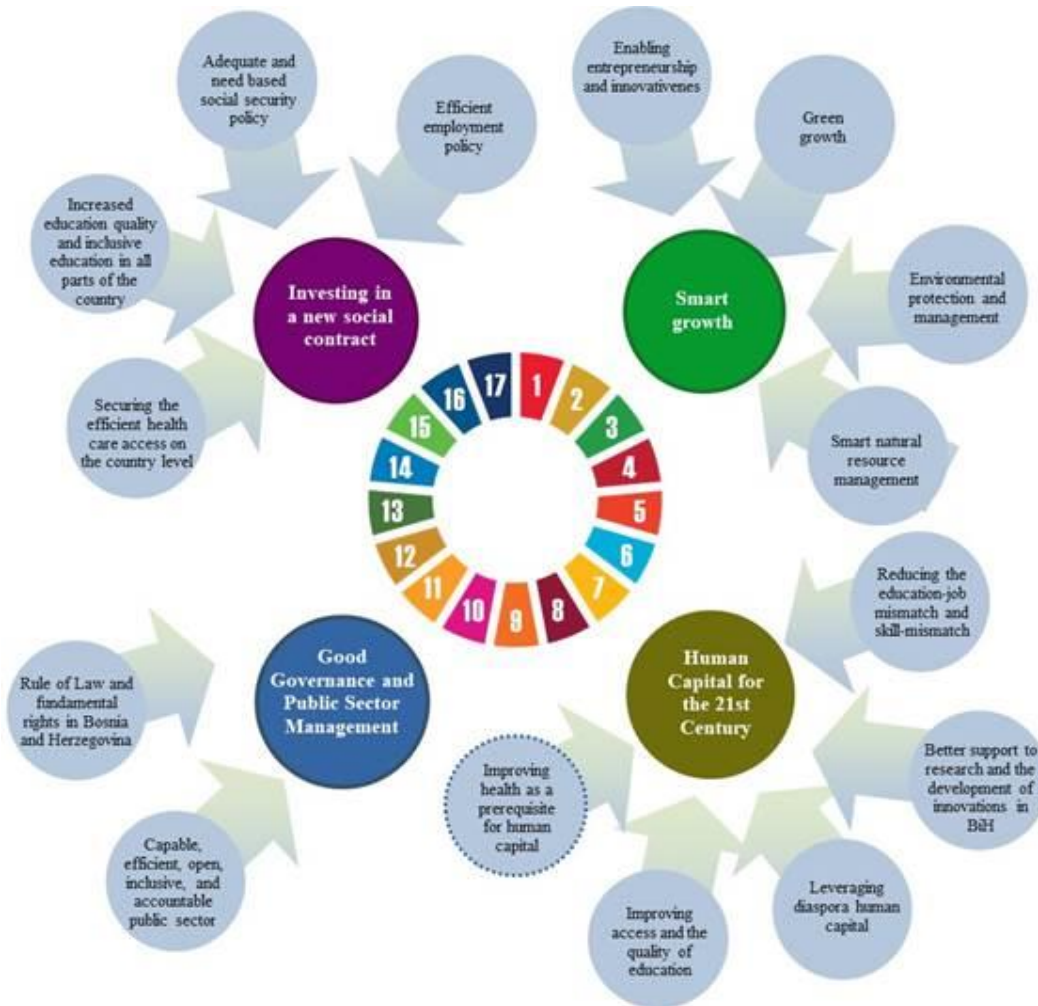 Adequate and
need based
social security
policy
Efficient
employment
policy
Enabling
entrepreneurship
and innovativenes
Green
growth
Increased
education quality
and inclusive
education in all
parts of the
country
Investing in
a new social
contract
Smart
growth
Environmental
protection and
management
Securing the
efficient health
care access on
the country level
Smart natural
resource
management
1
2
3
4
5
6
7
8
9
10
11
12
13
14
15
16
17
Reducing the
education-job
mismatch and
skill-mismatch
Good
Governance and
Public Sector
Management
Human
Capital for
the 21st
Century
Rule of Law and
fundamental
rights in Bosnia
and Herzegovina
Improving
health as a
prerequisite
for human
capital
Better support to
research and the
development of
innovations in
BiH
Capable,
efficient, open,
inclusive, and
accountable
public sector
Improving
access and the
quality of
education
Leveraging
diaspora human
capital